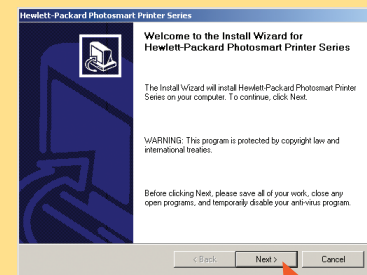 Hewlett-Packard Photosmart Printer Series
Welcome to the Install Wizard for
Hewlett-Packard Photosmart Printer Series
The Install Wizard will install Hewlett-Packard Photosmart Printer
Series on your computer. To continue, click Next.
WARNING: This program is protected by copyright law and
international treaties.
Before clicking Next, please save all of your work, close any
open programs, and temporarily disable your anti-virus program.
< Back Next > Cancel